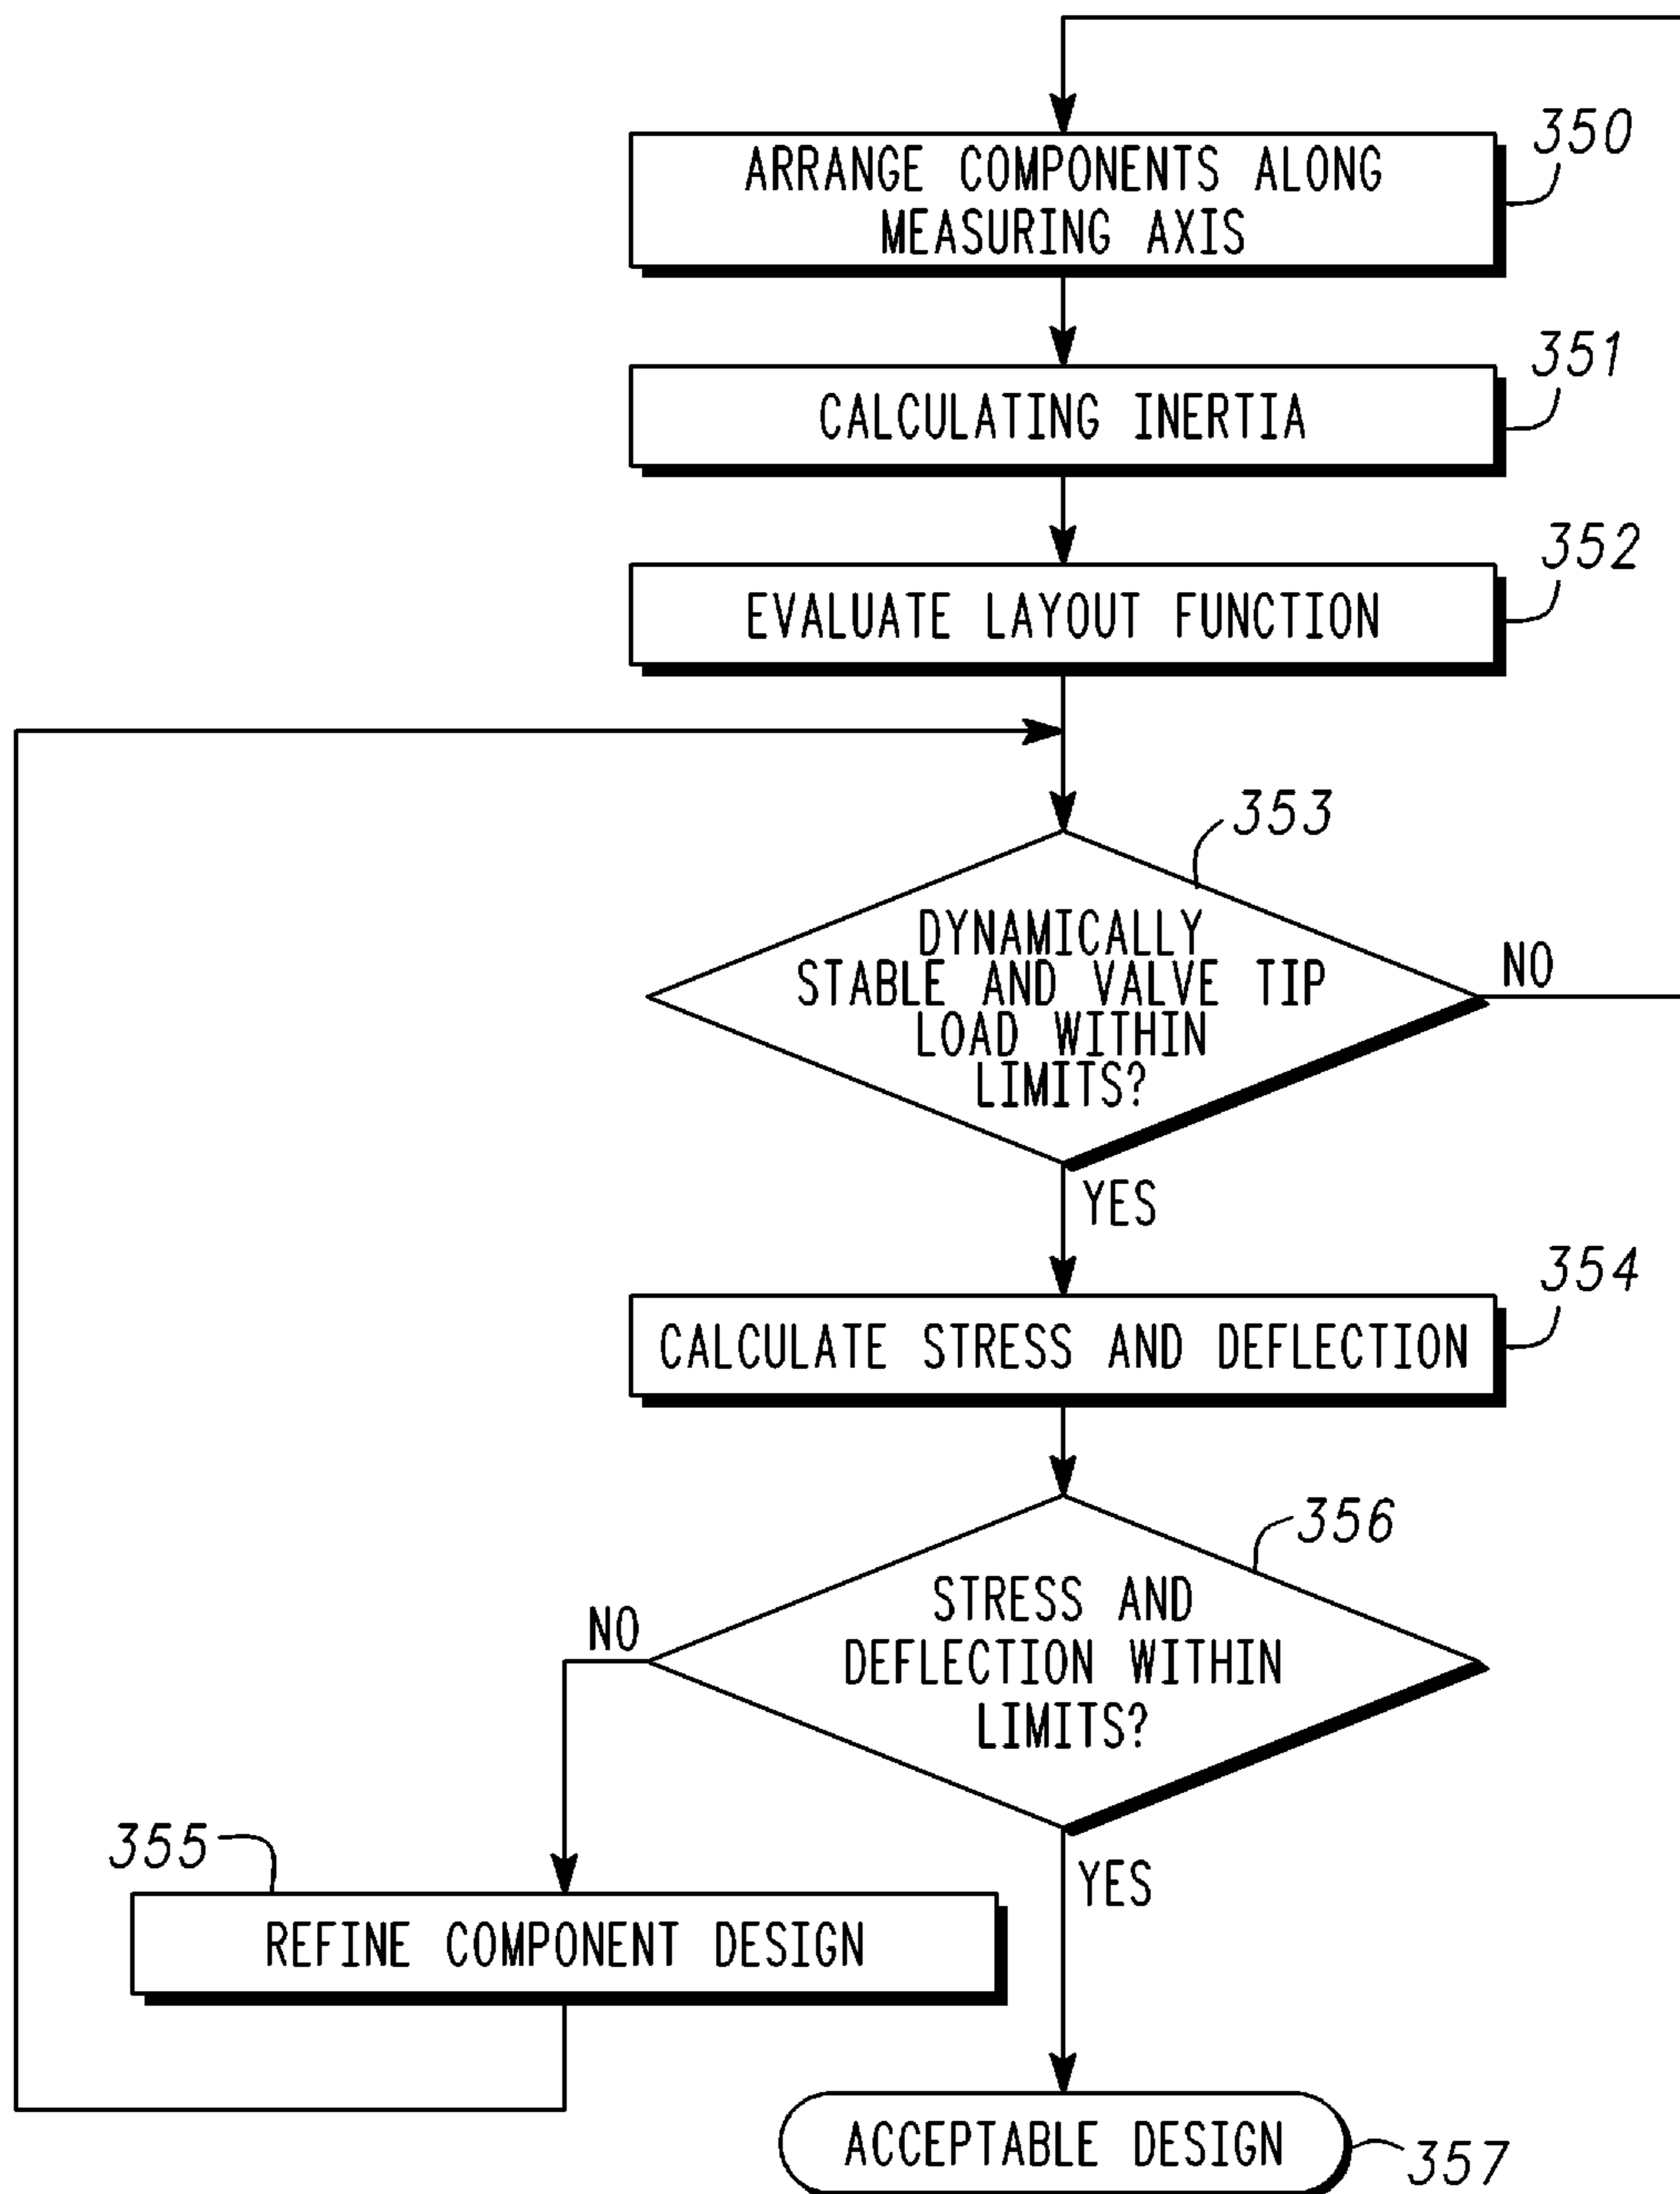 350
ARRANGE COMPONENTS ALONG
MEASURING AXIS
351
CALCULATING INERTIA
352
EVALUATE LAYOUT FUNCTION
353
DYNAMICALLY
STABLE AND VALVE TIP
LOAD WITHIN
LIMITS?
NO
YES
354
CALCULATE STRESS AND DEFLECTION
356
STRESS AND
DEFLECTION WITHIN
LIMITS?
NO
355
YES
REFINE COMPONENT DESIGN
ACCEPTABLE DESIGN
357